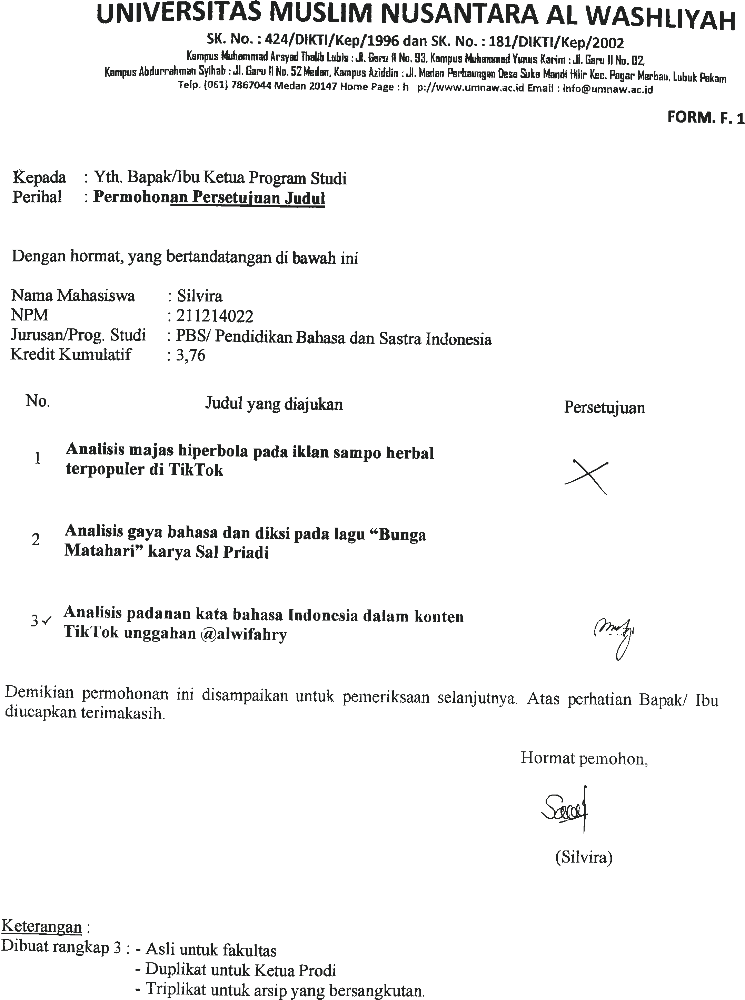 UNIVERSITAS MUSLIM NUSANTARA AL WASHLIYAH
SK. No. : 424/DIKTI/Kep/1996 dan SK. No. : 181/DIKTI/Kep/2002
Kampus Muhammad Arsyad Thalib Lubis : Jl. Garu II No. 93, Kampus Muhammad Yunus Karim : Jl. Garu II No. 02,
Kampus Abdurrahman Syihab : Jl. Garu II No. 52 Medan, Kampus Aziddin : Jl. Medan Perbaungan Desa Suka Mandi Hilir Kec. Pagar Merbau, Lubuk Pakam
Telp. (061) 7867044 Medan 20147 Home Page : h p://www.umnaw.ac.id Email : info@umnaw.ac.id
FORM. F. 1
Kepada : Yth. Bapak/Ibu Ketua Program Studi
Perihal : Permohonan Persetujuan Judul
Dengan hormat, yang bertandatangan di bawah ini
Nama Mahasiswa : Silvira
NPM : 211214022
Jurusan/Prog. Studi : PBS/ Pendidikan Bahasa dan Sastra Indonesia
Kredit Kumulatif : 3,76
No. Judul yang diajukan Persetujuan
1 Analisis majas hiperbola pada iklan sampo herbal
terpopuler di TikTok
2 Analisis gaya bahasa dan diksi pada lagu “Bunga
Matahari” karya Sal Priadi
3 ✓ Analisis padanan kata bahasa Indonesia dalam konten
TikTok unggahan @alwifahry
Demikian permohonan ini disampaikan untuk pemeriksaan selanjutnya. Atas perhatian Bapak/ Ibu
diucapkan terimakasih.
Hormat pemohon,
(Silvira)
Keterangan :
Dibuat rangkap 3 : - Asli untuk fakultas
- Duplikat untuk Ketua Prodi
- Triplikat untuk arsip yang bersangkutan.